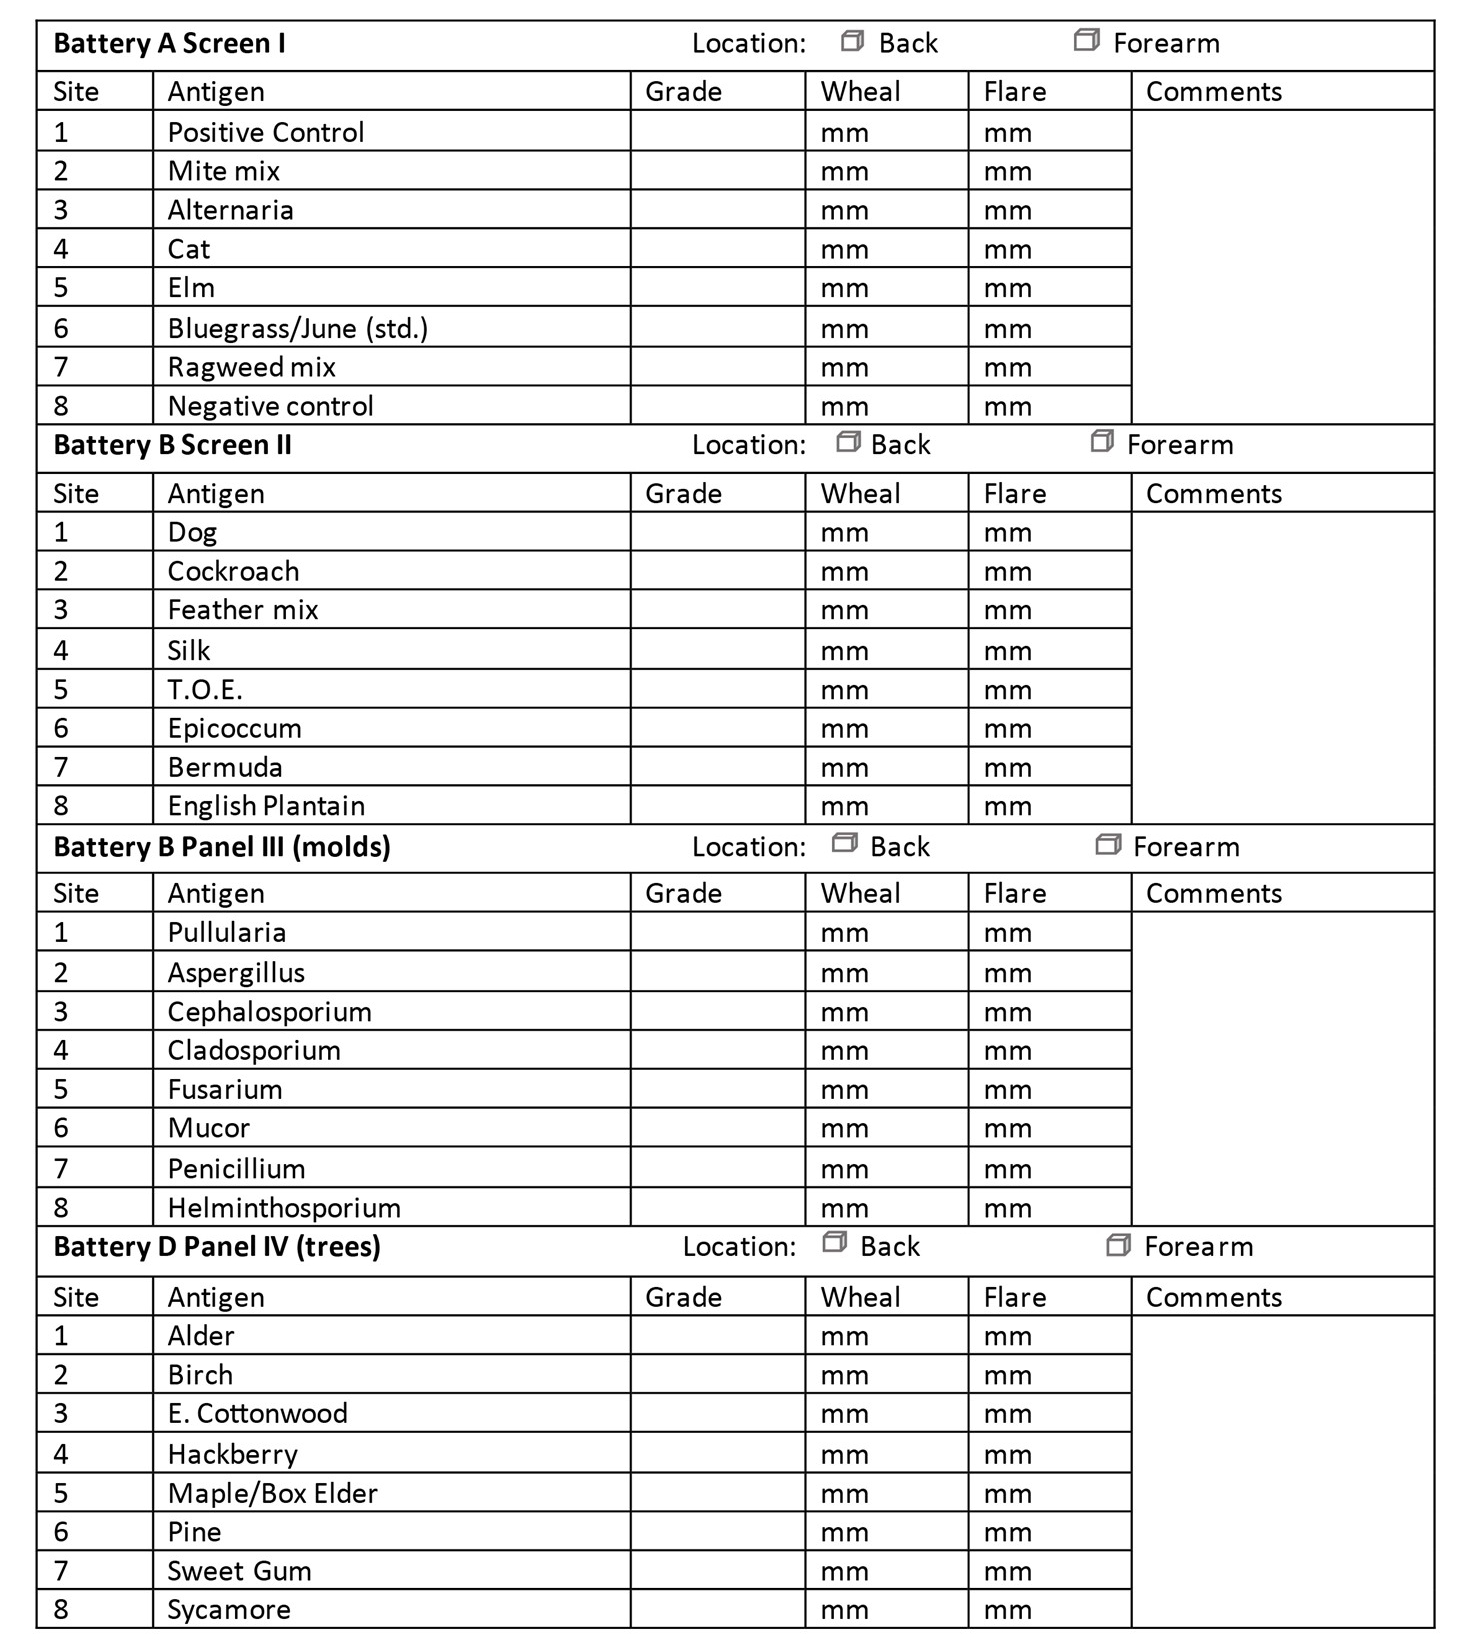 Battery A Screen I Location: Back Forearm
Site Antigen Grade Wheal Flare Comments
1 Positive Control mm mm
2 Mite mix mm mm
3 Alternaria mm mm
4 Cat mm mm
5 Elm mm mm
6 Bluegrass/June (std.) mm mm
7 Ragweed mix mm mm
8 Negative control mm mm
Battery B Screen II Location: Back Forearm
Site Antigen Grade Wheal Flare Comments
1 Dog mm mm
2 Cockroach mm mm
3 Feather mix mm mm
4 Silk mm mm
5 T.O.E. mm mm
6 Epicoccum mm mm
7 Bermuda mm mm
8 English Plantain mm mm
Battery B Panel III (molds) Location: Back Forearm
Site Antigen Grade Wheal Flare Comments
1 Pullularia mm mm
2 Aspergillus mm mm
3 Cephalosporium mm mm
4 Cladosporium mm mm
5 Fusarium mm mm
6 Mucor mm mm
7 Penicillium mm mm
8 Helminthosporium mm mm
Battery D Panel IV (trees) Location: Back Forearm
Site Antigen Grade Wheal Flare Comments
1 Alder mm mm
2 Birch mm mm
3 E. Cottonwood mm mm
4 Hackberry mm mm
5 Maple/Box Elder mm mm
6 Pine mm mm
7 Sweet Gum mm mm
8 Sycamore mm mm